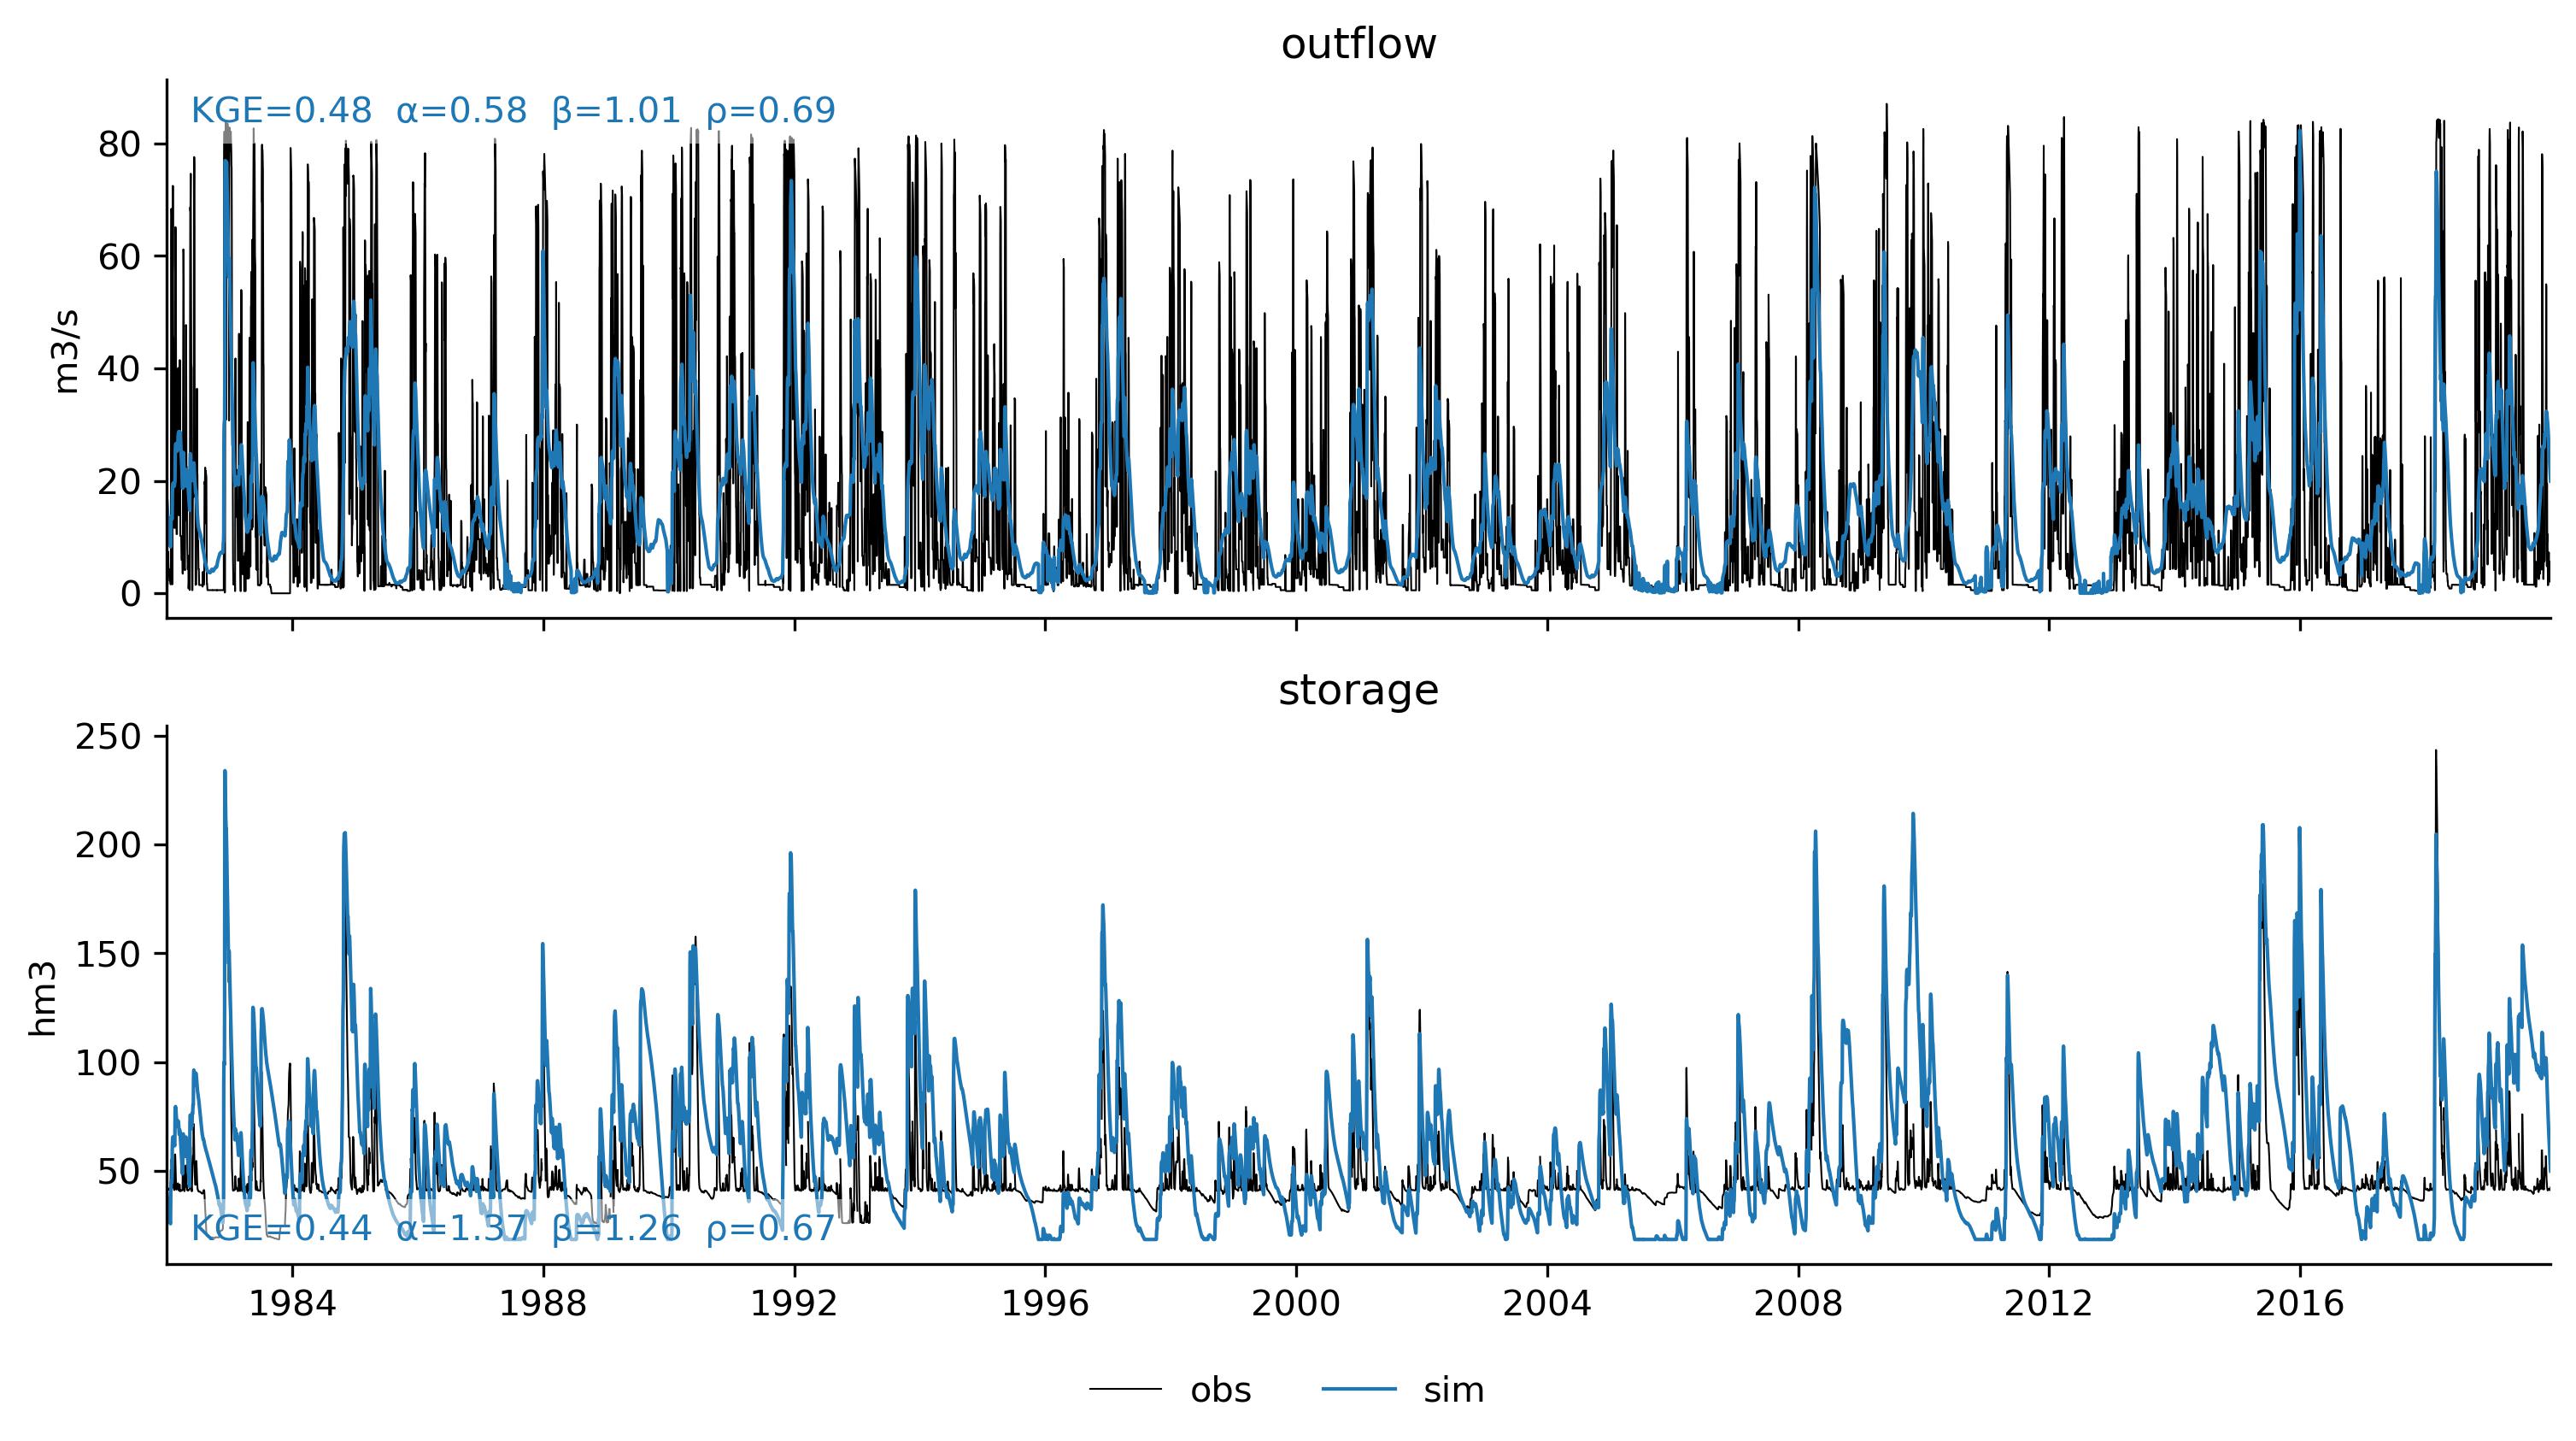 outflow
KGE=0.48 α=0.58 β=1.01 ρ=0.69
80
60
40
20
0
m3/s
storage
250
200
150
100
50
hm3
KGE=0.44 α=1.37 β=1.26 ρ=0.67
1984 1988 1992 1996 2000 2004 2008 2012 2016
obs sim